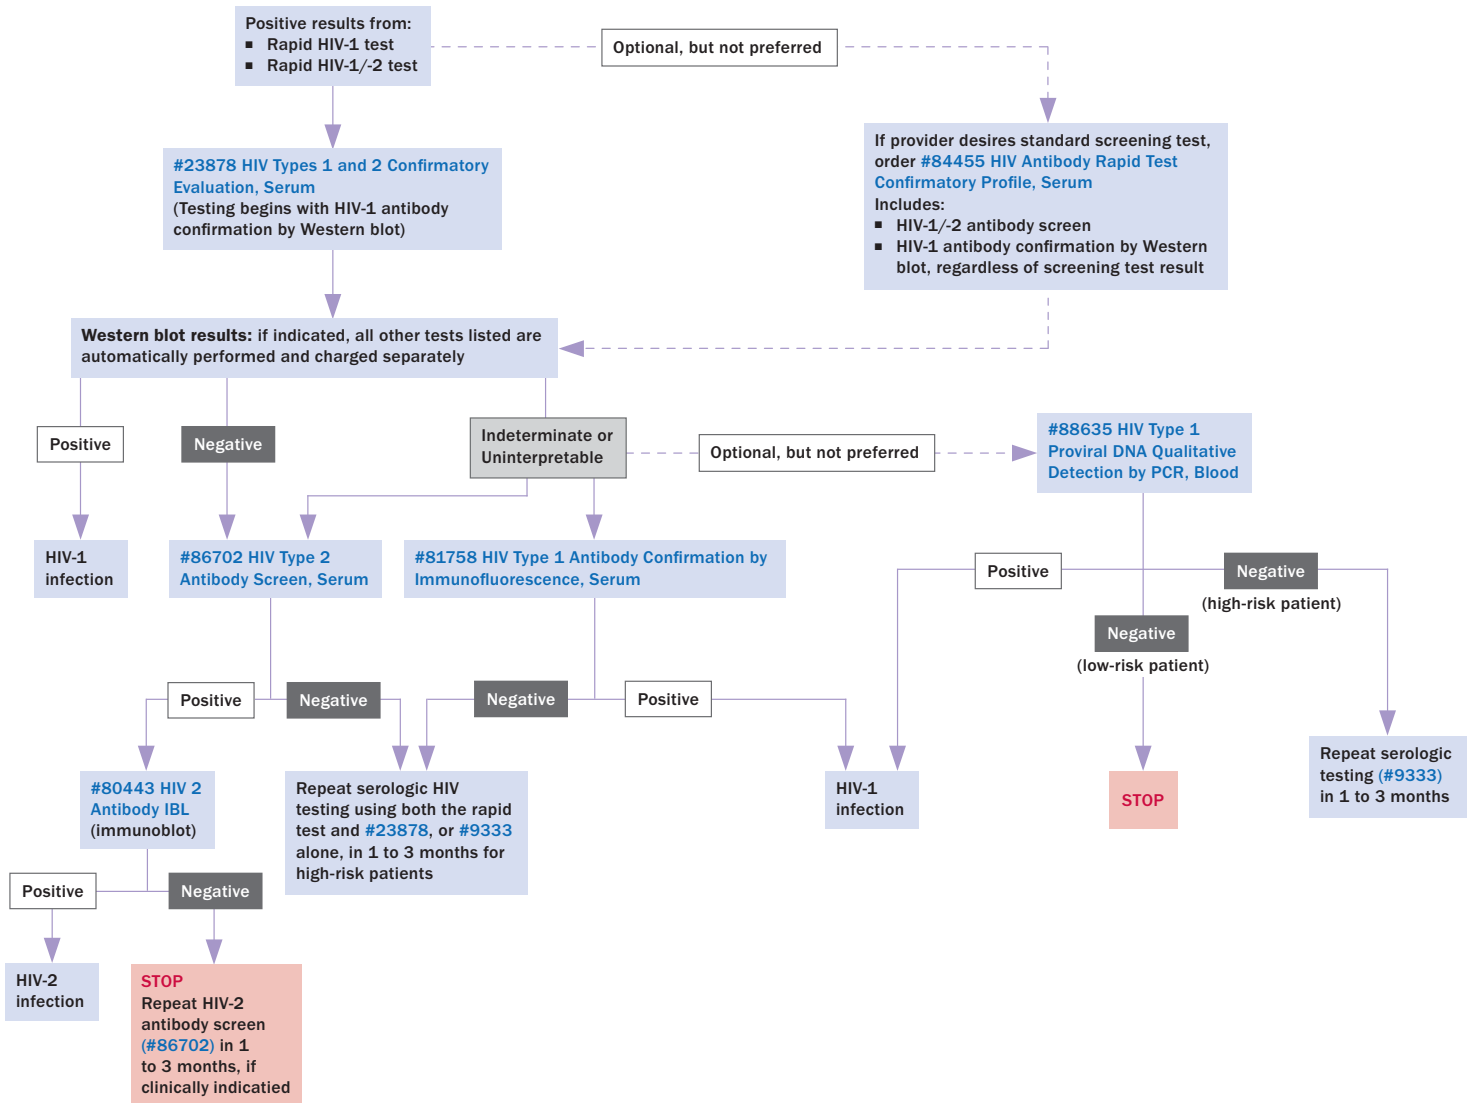 Positive results from:
▪ Rapid HIV-1 test
▪ Rapid HIV-1/-2 test
Optional, but not preferred
If provider desires standard screening test,
order #84455 HIV Antibody Rapid Test
Confirmatory Profile, Serum
Includes:
▪ HIV-1/-2 antibody screen
▪ HIV-1 antibody confirmation by Western
blot, regardless of screening test result
#23878 HIV Types 1 and 2 Confirmatory
Evaluation, Serum
(Testing begins with HIV-1 antibody
confirmation by Western blot)
Western blot results: if indicated, all other tests listed are
automatically performed and charged separately
Positive
Negative
Indeterminate or
Uninterpretable
Optional, but not preferred
#88635 HIV Type 1
Proviral DNA Qualitative
Detection by PCR, Blood
HIV-1
infection
#86702 HIV Type 2
Antibody Screen, Serum
#81758 HIV Type 1 Antibody Confirmation by
Immunofluorescence, Serum
Positive
Negative
(high-risk patient)
Negative
(low-risk patient)
Positive
Negative
Negative
Positive
#80443 HIV 2
Antibody IBL
(immunoblot)
Repeat serologic HIV
testing using both the rapid
test and #23878, or #9333
alone, in 1 to 3 months for
high-risk patients
HIV-1
infection
STOP
Repeat serologic
testing (#9333)
in 1 to 3 months
Positive
Negative
HIV-2
infection
STOP
Repeat HIV-2
antibody screen
(#86702) in 1
to 3 months, if
clinically indicatied